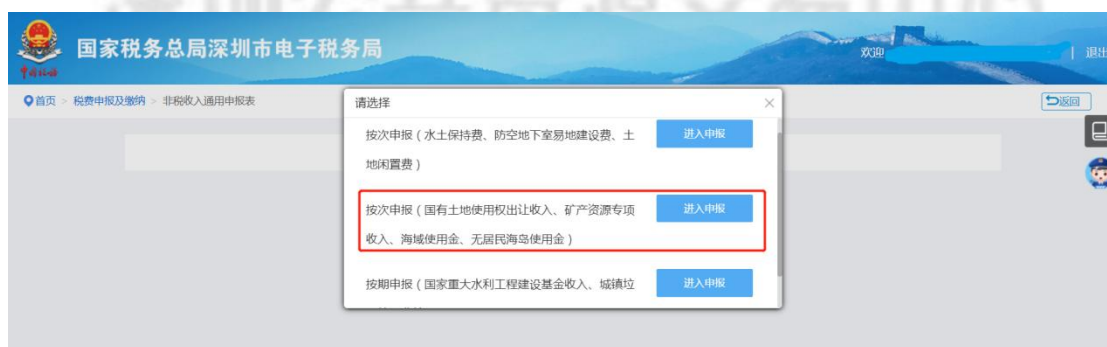 国家税务总局深圳市电子税务局
中国税务
欢迎
| 退出
首页 > 税费申报及缴纳 > 非税收入通用申报表
返回
请选择
按次申报（水土保持费、防空地下室易地建设费、土
地闲置费）
进入申报
按次申报（国有土地使用权出让收入、矿产资源专项
收入、海域使用金、无居民海岛使用金）
进入申报
按期申报（国家重大水利工程建设基金收入、城镇垃
进入申报